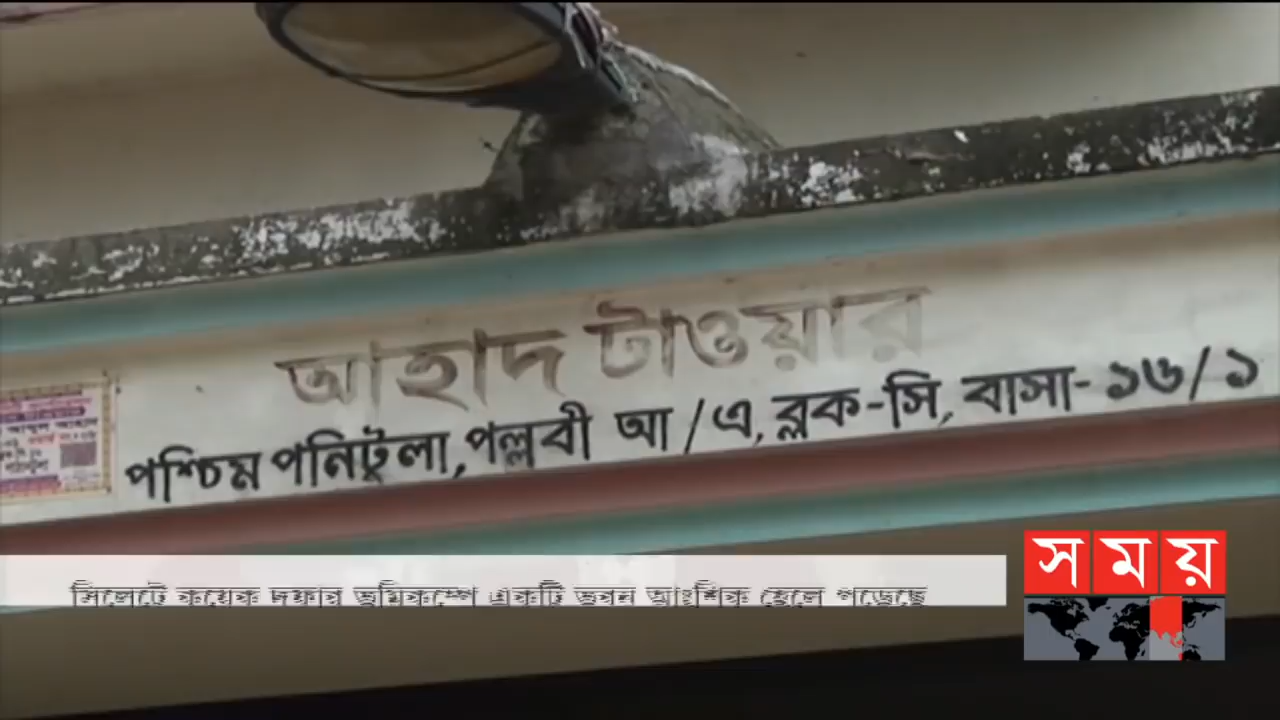 আহাদ টাওয়ার
পশ্চিম পনিটুলা, পল্লবী আ/এ, ব্লক-সি, বাসা-১৬/১
সিলেটে কয়েক দফার ভূমিকম্পে একটি ভবন আংশিক হেলে পড়েছে
সময়